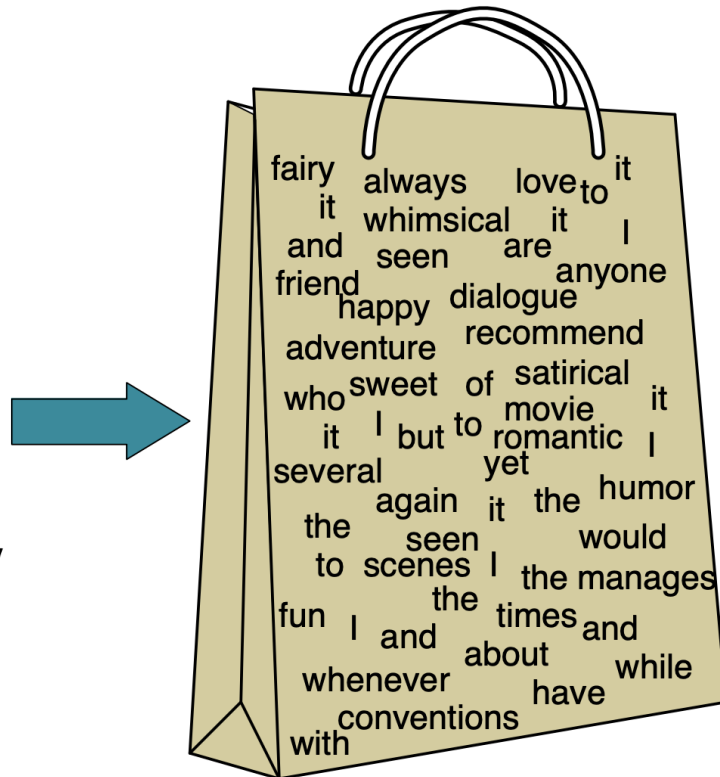 fairy always love to it
it whimsical it I
and seen are anyone
friend happy dialogue
adventure recommend
who sweet of satirical it
it I but to movie romantic I
several yet
again it the humor
the seen would
to scenes I the manages
fun I and the times and
about while
whenever have
conventions
with